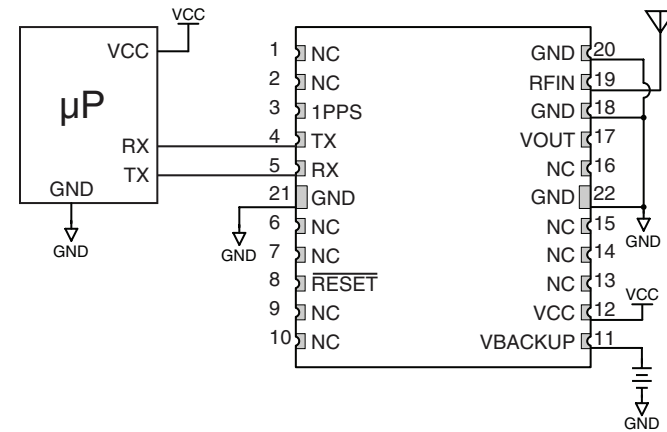 VCC
VCC
µP
RX
TX
GND
GND
1 NC
2 NC
3 1PPS
4 TX
5 RX
21 GND
GND
6 NC
7 NC
8 RESET
9 NC
10 NC
GND 20
RFIN 19
GND 18
VOUT 17
NC 16
GND 22
GND
NC 15
NC 14
NC 13
VCC
VCC 12
VBACKUP 11
GND